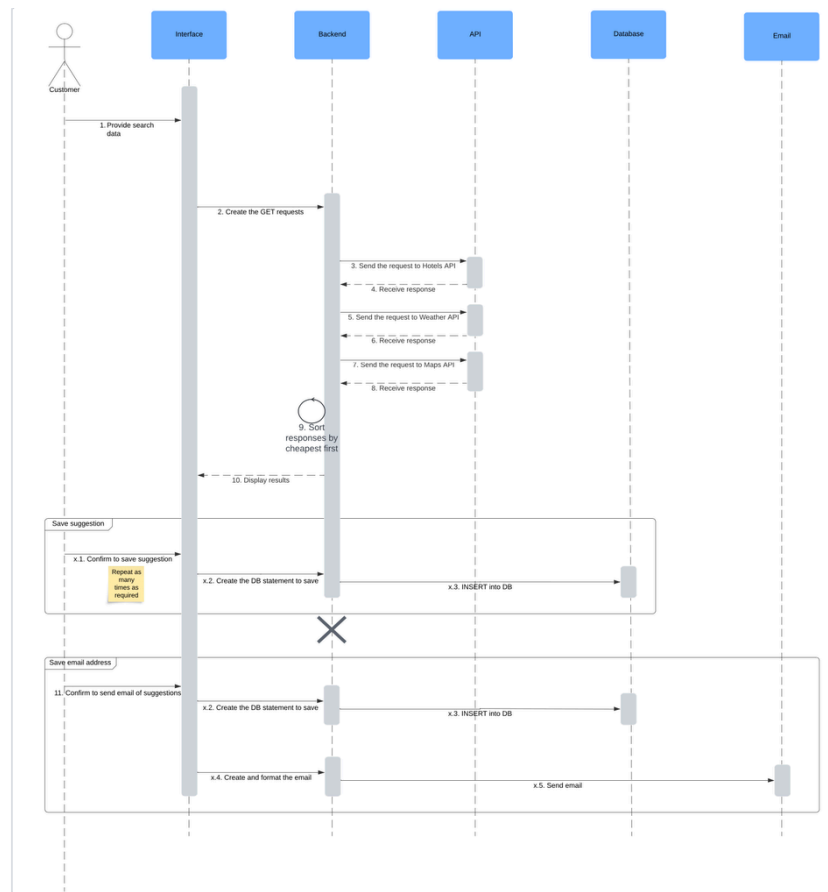 Customer
Interface
Backend
API
Database
Email
1. Provide search
data
2. Create the GET requests
3. Send the request to Hotels API
4. Receive response
5. Send the request to Weather API
6. Receive response
7. Send the request to Maps API
8. Receive response
9. Sort
responses by
cheapest first
10. Display results
Save suggestion
x.1. Confirm to save suggestion
Repeat as
many
times as
required
x.2. Create the DB statement to save
x.3. INSERT into DB
Save email address
11. Confirm to send email of suggestions
x.2. Create the DB statement to save
x.3. INSERT into DB
x.4. Create and format the email
x.5. Send email